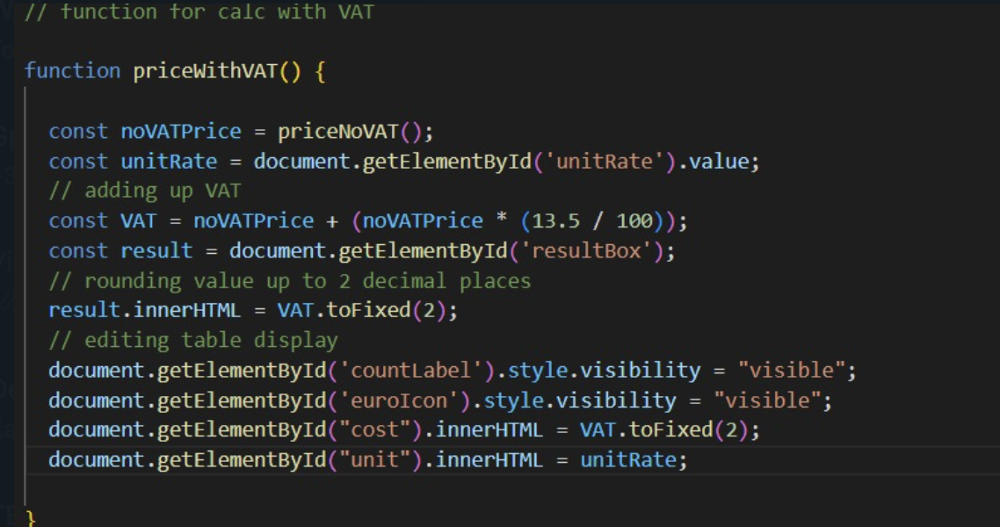 // function for calc with VAT
function priceWithVAT() {
const noVATPrice = priceNoVAT();
const unitRate = document.getElementById('unitRate').value;
// adding up VAT
const VAT = noVATPrice + (noVATPrice * (13.5 / 100));
const result = document.getElementById('resultBox');
// rounding value up to 2 decimal places
result.innerHTML = VAT.toFixed(2);
// editing table display
document.getElementById('countLabel').style.visibility = "visible";
document.getElementById('euroIcon').style.visibility = "visible";
document.getElementById("cost").innerHTML = VAT.toFixed(2);
document.getElementById("unit").innerHTML = unitRate;
}